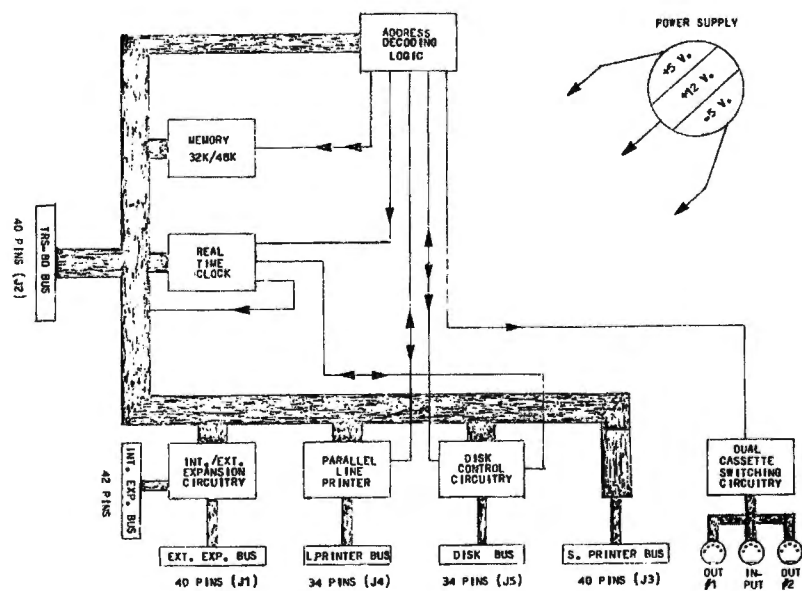 POWER SUPPLY
ADDRESS
DECODING
LOGIC
+5 V.
+12 V.
-5 V.
MEMORY
32K/48K
TRS-80 BUS
40 PINS (J2)
REAL
TIME
CLOCK
INT. EXP. BUS
42 PINS
INT./EXT.
EXPANSION
CIRCUITRY
PARALLEL
LINE
PRINTER
DISK
CONTROL
CIRCUITRY
DUAL
CASSETTE
SWITCHING
CIRCUITRY
EXT. EXP. BUS
L.PRINTER BUS
DISK BUS
S. PRINTER BUS
40 PINS (J1)
34 PINS (J4)
34 PINS (J5)
40 PINS (J3)
OUT
#1
IN-
PUT
OUT
#2